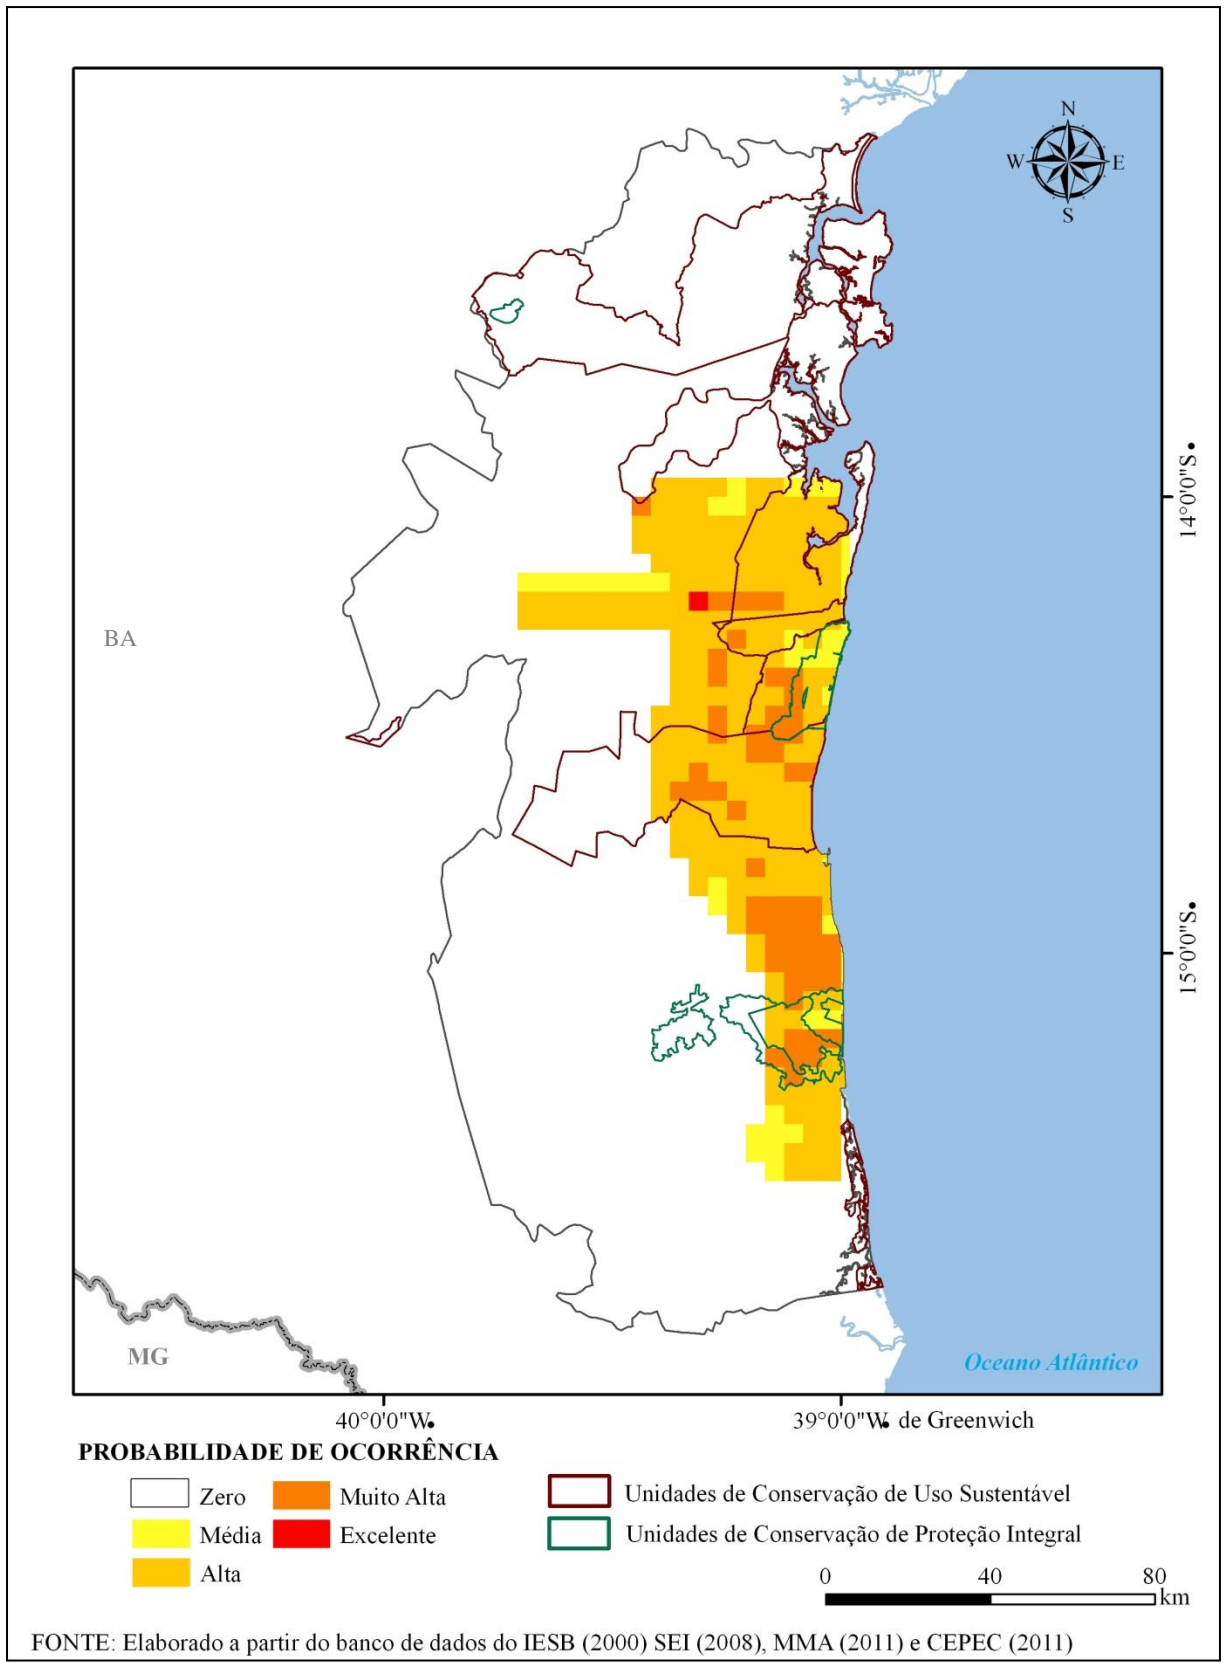 N
W E
S
14°0'0"S.
BA
15°0'0"S.
MG
Oceano Atlântico
40°0'0"W. 39°0'0"W. de Greenwich
PROBABILIDADE DE OCORRÊNCIA
Zero Muito Alta Unidades de Conservação de Uso Sustentável
Média Excelente Unidades de Conservação de Proteção Integral
Alta
0 40 80
km
FONTE: Elaborado a partir do banco de dados do IESB (2000) SEI (2008), MMA (2011) e CEPEC (2011)